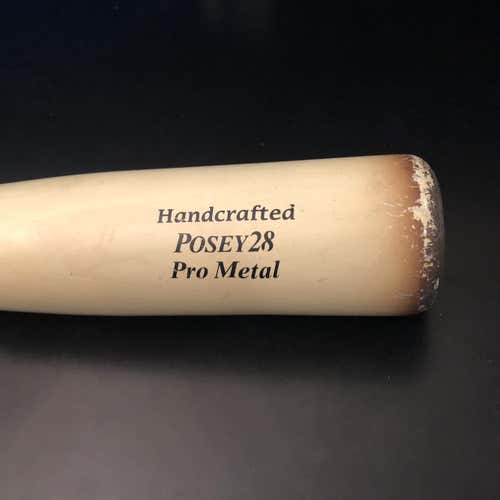 Handcrafted
POSEY28
Pro Metal